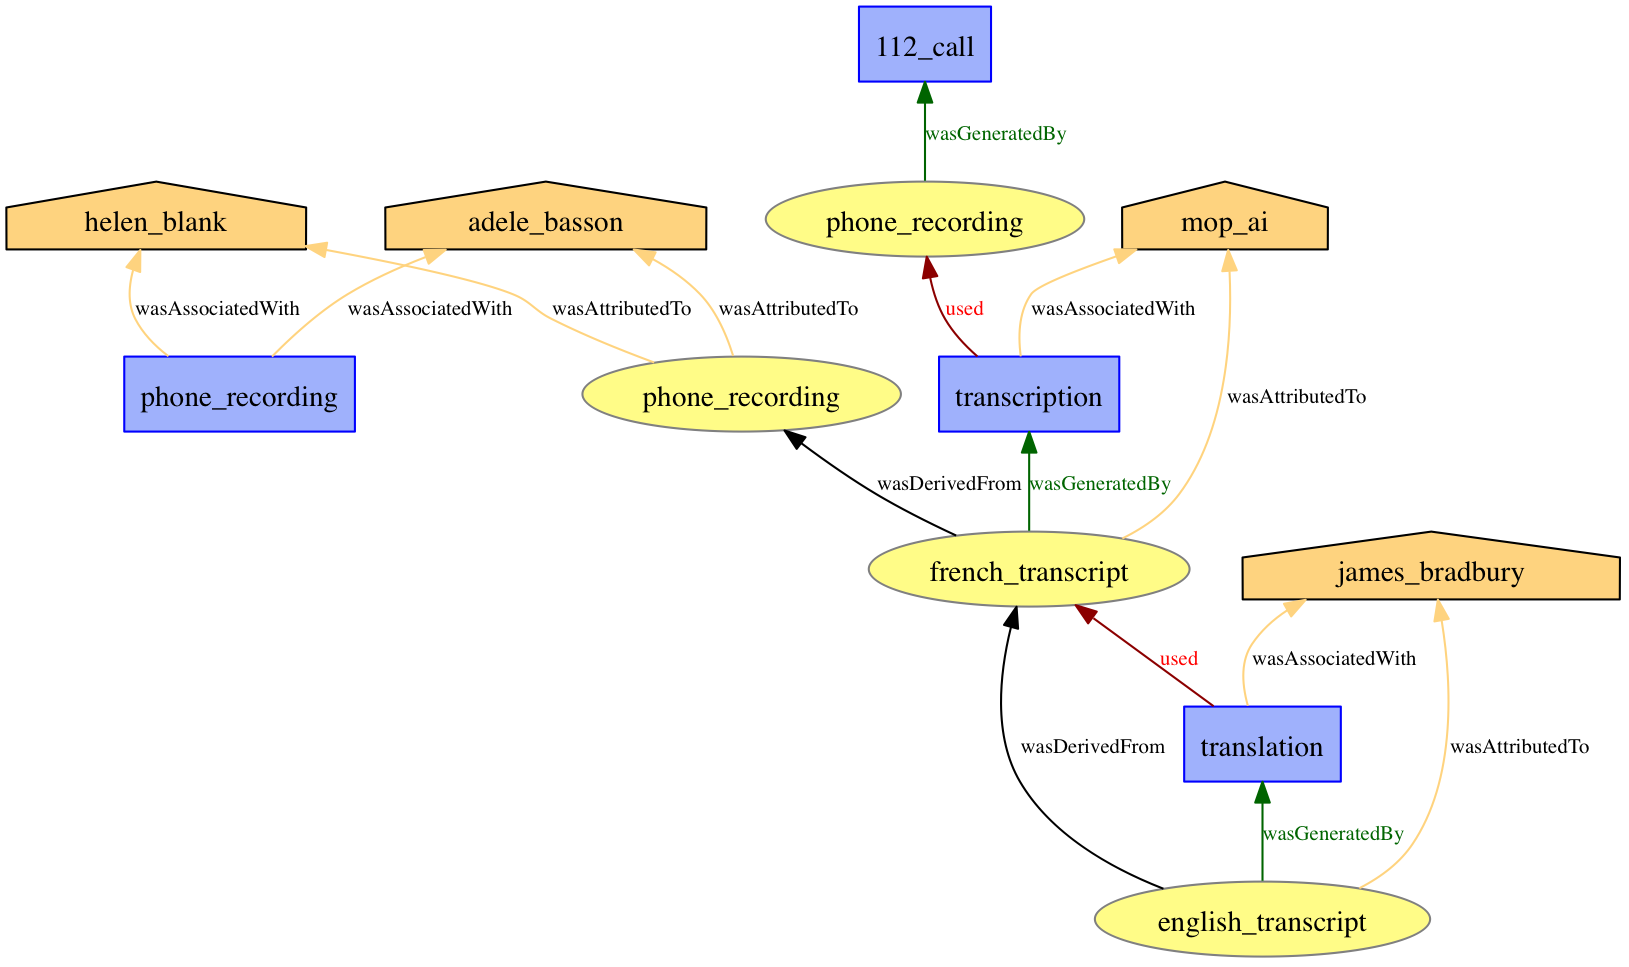 112_call
wasGeneratedBy
helen_blank
adele_basson
phone_recording
mop_ai
wasAssociatedWith
wasAssociatedWith
wasAttributedTo
wasAttributedTo
used
wasAssociatedWith
phone_recording
phone_recording
transcription
wasAttributedTo
wasDerivedFrom
wasGeneratedBy
french_transcript
james_bradbury
used
wasAssociatedWith
wasDerivedFrom
translation
wasAttributedTo
wasGeneratedBy
english_transcript